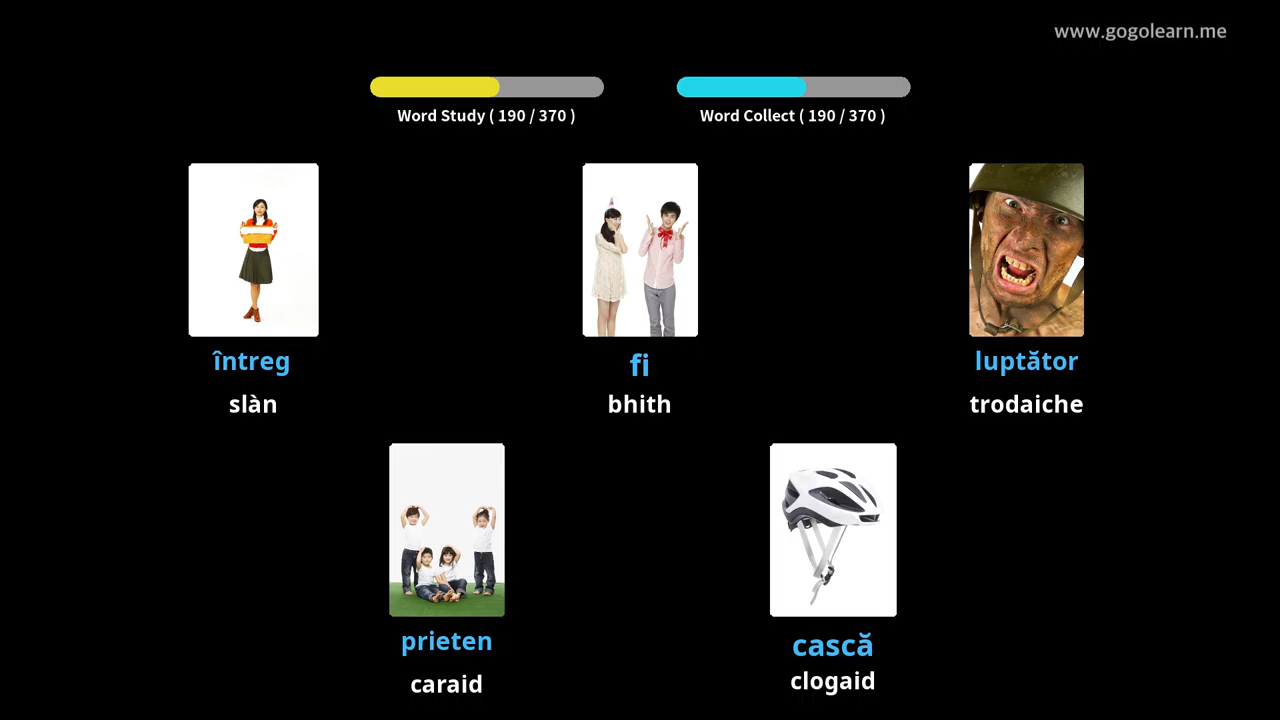 www.gogolearn.me
Word Study ( 190 / 370 )
Word Collect ( 190 / 370 )
întreg
fi
luptător
slàn
bhith
trodaiche
prieten
cască
caraid
clogaid